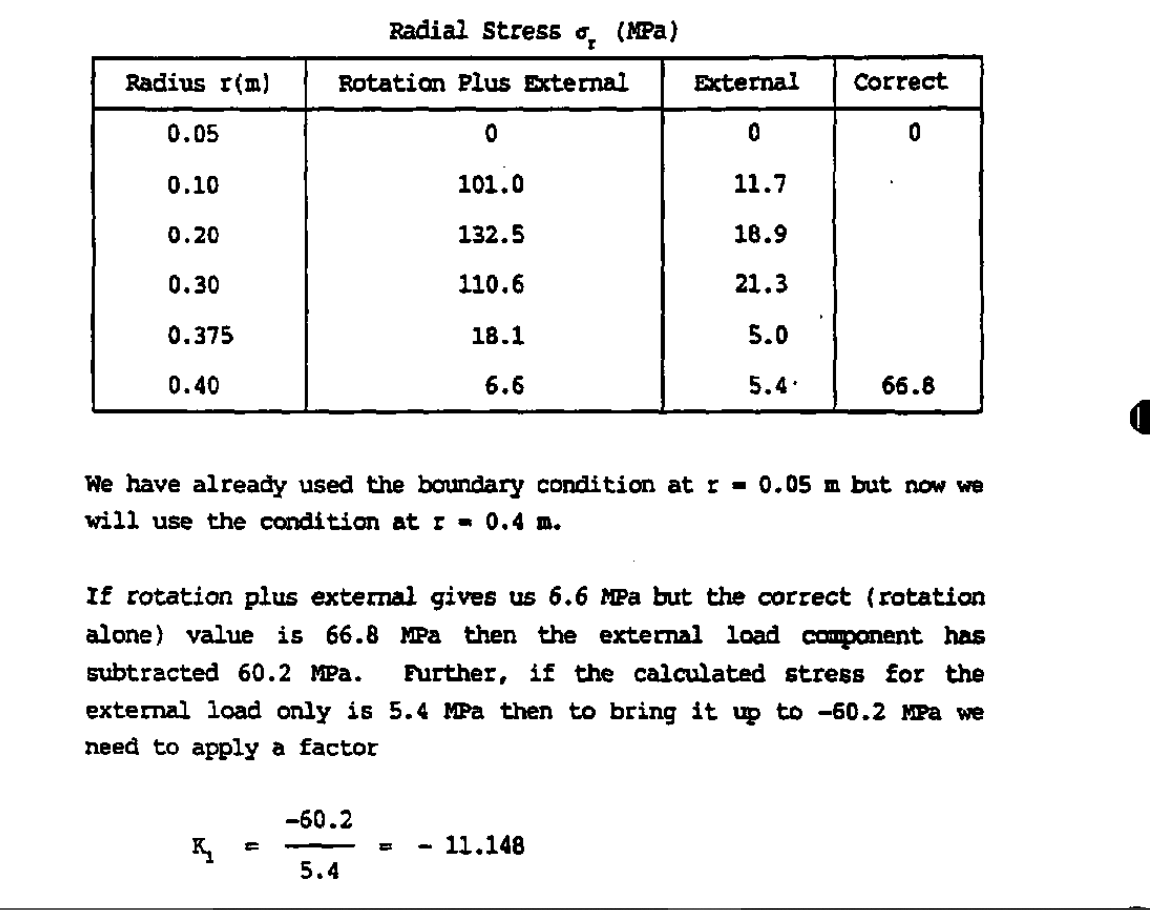 Radial Stress σr (MPa)
Radius r(m) Rotation Plus External External Correct
0.05 0 0 0
0.10 101.0 11.7
0.20 132.5 18.9
0.30 110.6 21.3
0.375 18.1 5.0
0.40 6.6 5.4 66.8
We have already used the boundary condition at r = 0.05 m but now we
will use the condition at r = 0.4 m.
If rotation plus external gives us 6.6 MPa but the correct (rotation
alone) value is 66.8 MPa then the external load component has
subtracted 60.2 MPa. Further, if the calculated stress for the
external load only is 5.4 MPa then to bring it up to -60.2 MPa we
need to apply a factor
K1 = -60.2 / 5.4 = - 11.148